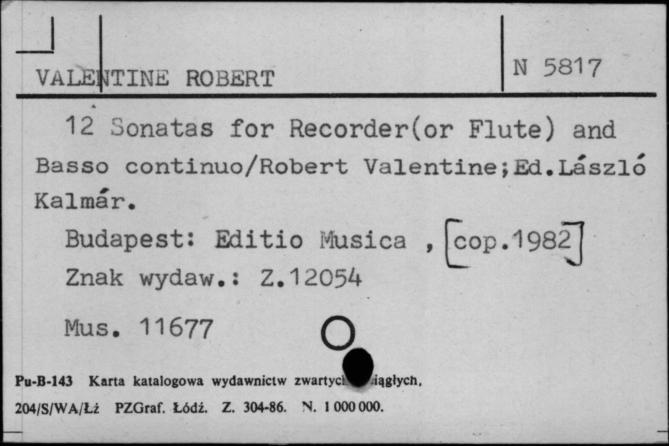 VALENTINE ROBERT
N 5817
12 Sonatas for Recorder(or Flute) and
Basso continuo/Robert Valentine;Ed.László
Kalmár.
Budapest: Editio Musica ,[cop.1982]
Znak wydaw.: Z.12054
Mus. 11677
Pu-B-143 Karta katalogowa wydawnictw
204/S/WA/Łż PZGraf. Łódź. Z. 304-86. N. 1 000 000.